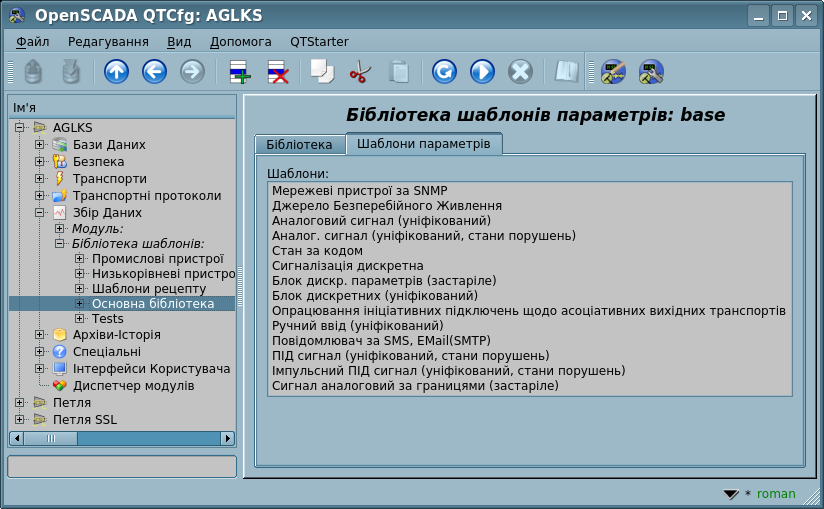 OpenSCADA QTCfg: AGLKS
Файл Редагування Вид Допомога QTStarter
Ім'я
AGLKS
Бази Даних
Безпека
Транспорти
Транспортні протоколи
Збір Даних
Модуль:
Бібліотека шаблонів:
Промислові пристрої
Низькорівневі пристро
Шаблони рецепту
Основна бібліотека
Tests
Архіви-Історія
Спеціальні
Інтерфейси Користувача
Диспетчер модулів
Петля
Петля SSL
Бібліотека шаблонів параметрів: base
Бібліотека Шаблони параметрів
Шаблони:
Мережеві пристрої за SNMP
Джерело Безперебійного Живлення
Аналоговий сигнал (уніфікований)
Аналог. сигнал (уніфікований, стани порушень)
Стан за кодом
Сигналізація дискретна
Блок дискр. параметрів (застаріле)
Блок дискретних (уніфікований)
Опрацювання ініціативних підключень щодо асоціативних вихідних транспортів
Ручний ввід (уніфікований)
Повідомлювач за SMS, EMail(SMTP)
ПІД сигнал (уніфікований, стани порушень)
Імпульсний ПІД сигнал (уніфікований, стани порушень)
Сигнал аналоговий за границями (застаріле)
* roman